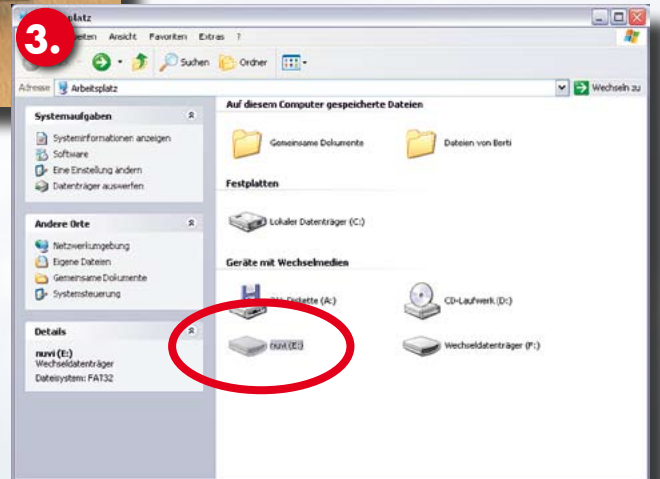 3.
platz
eiten Ansicht Favoriten Extras ?
Suchen Ordner
Adresse Arbeitsplatz Wechseln zu
Systemaufgaben
Systeminformationen anzeigen
Software
Eine Einstellung ändern
Datenträger auswerfen
Andere Orte
Netzwerkumgebung
Eigene Dateien
Gemeinsame Dokumente
Systemsteuerung
Details
nuvi (E:)
Wechseldatenträger
Dateisystem: FAT32
Auf diesem Computer gespeicherte Dateien
Gemeinsame Dokumente
Dateien von Berti
Festplatten
Lokaler Datenträger (C:)
Geräte mit Wechselmedien
Diskette (A:)
CD-Laufwerk (D:)
nuvi (E:)
Wechseldatenträger (F:)